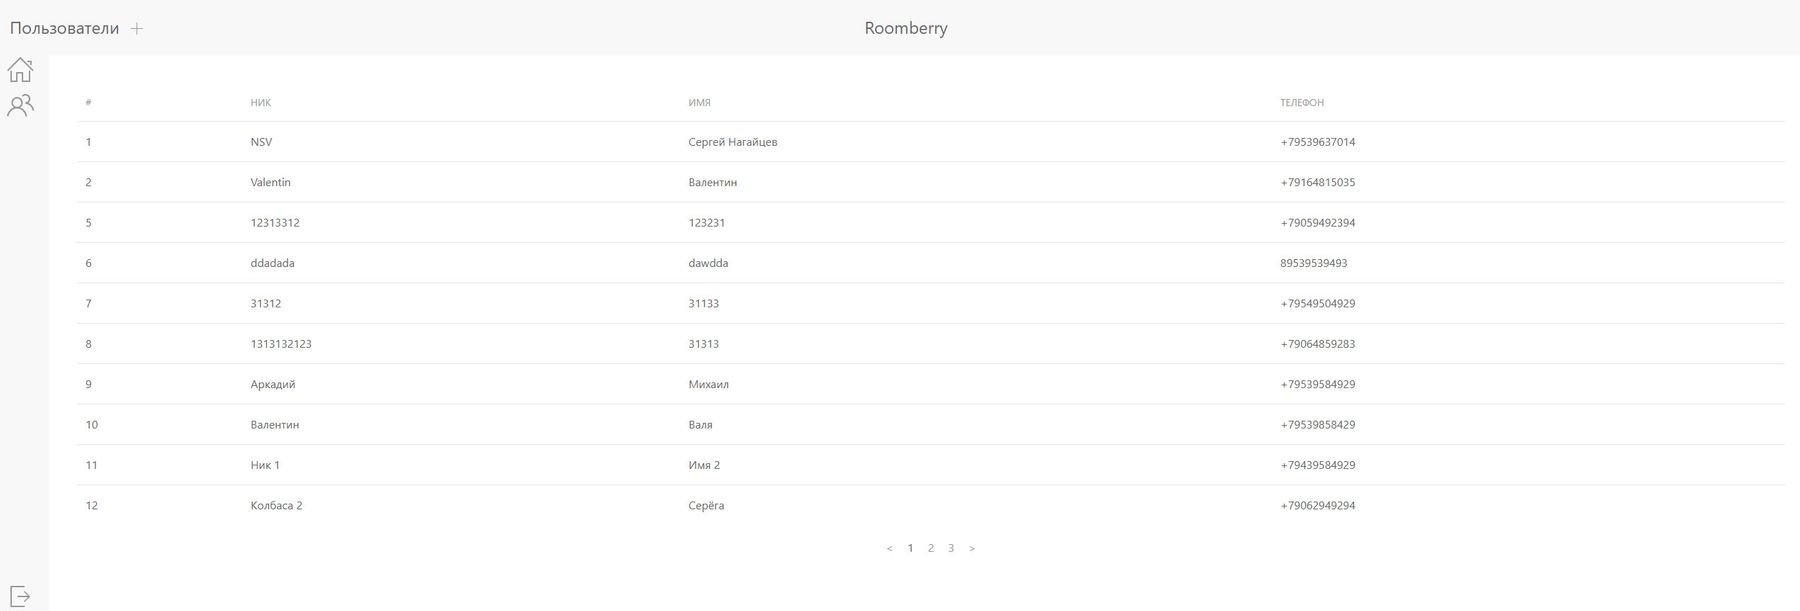 Пользователи Roomberry
# НИК ИМЯ ТЕЛЕФОН
1 NSV Сергей Нагайцев +79539637014
2 Valentin Валентин +79164815035
5 12313312 123231 +79059492394
6 ddadada dawdda 89539539493
7 31312 31133 +79549504929
8 1313132123 31313 +79064859283
9 Аркадий Михаил +79539584929
10 Валентин Валя +79539858429
11 Ник 1 Имя 2 +79439584929
12 Колбаса 2 Серёга +79062949294
< 1 2 3 >